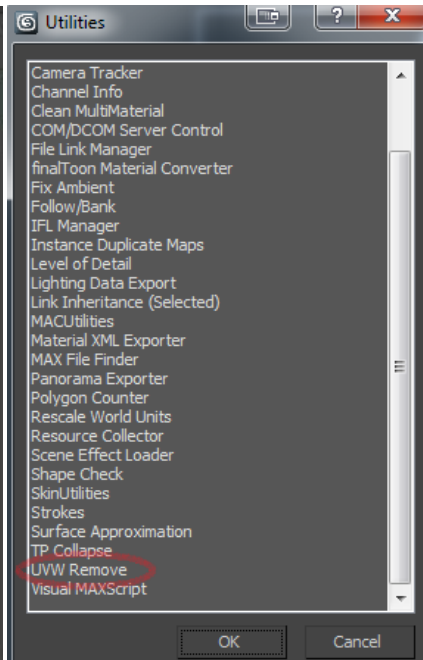 Utilities
?
X
Camera Tracker
Channel Info
Clean MultiMaterial
COM/DCOM Server Control
File Link Manager
finalToon Material Converter
Fix Ambient
Follow/Bank
IFL Manager
Instance Duplicate Maps
Level of Detail
Lighting Data Export
Link Inheritance (Selected)
MACUtilities
Material XML Exporter
MAX File Finder
Panorama Exporter
Polygon Counter
Rescale World Units
Resource Collector
Scene Effect Loader
Shape Check
SkinUtilities
Strokes
Surface Approximation
TP Collapse
UVW Remove
Visual MAXScript
OK
Cancel